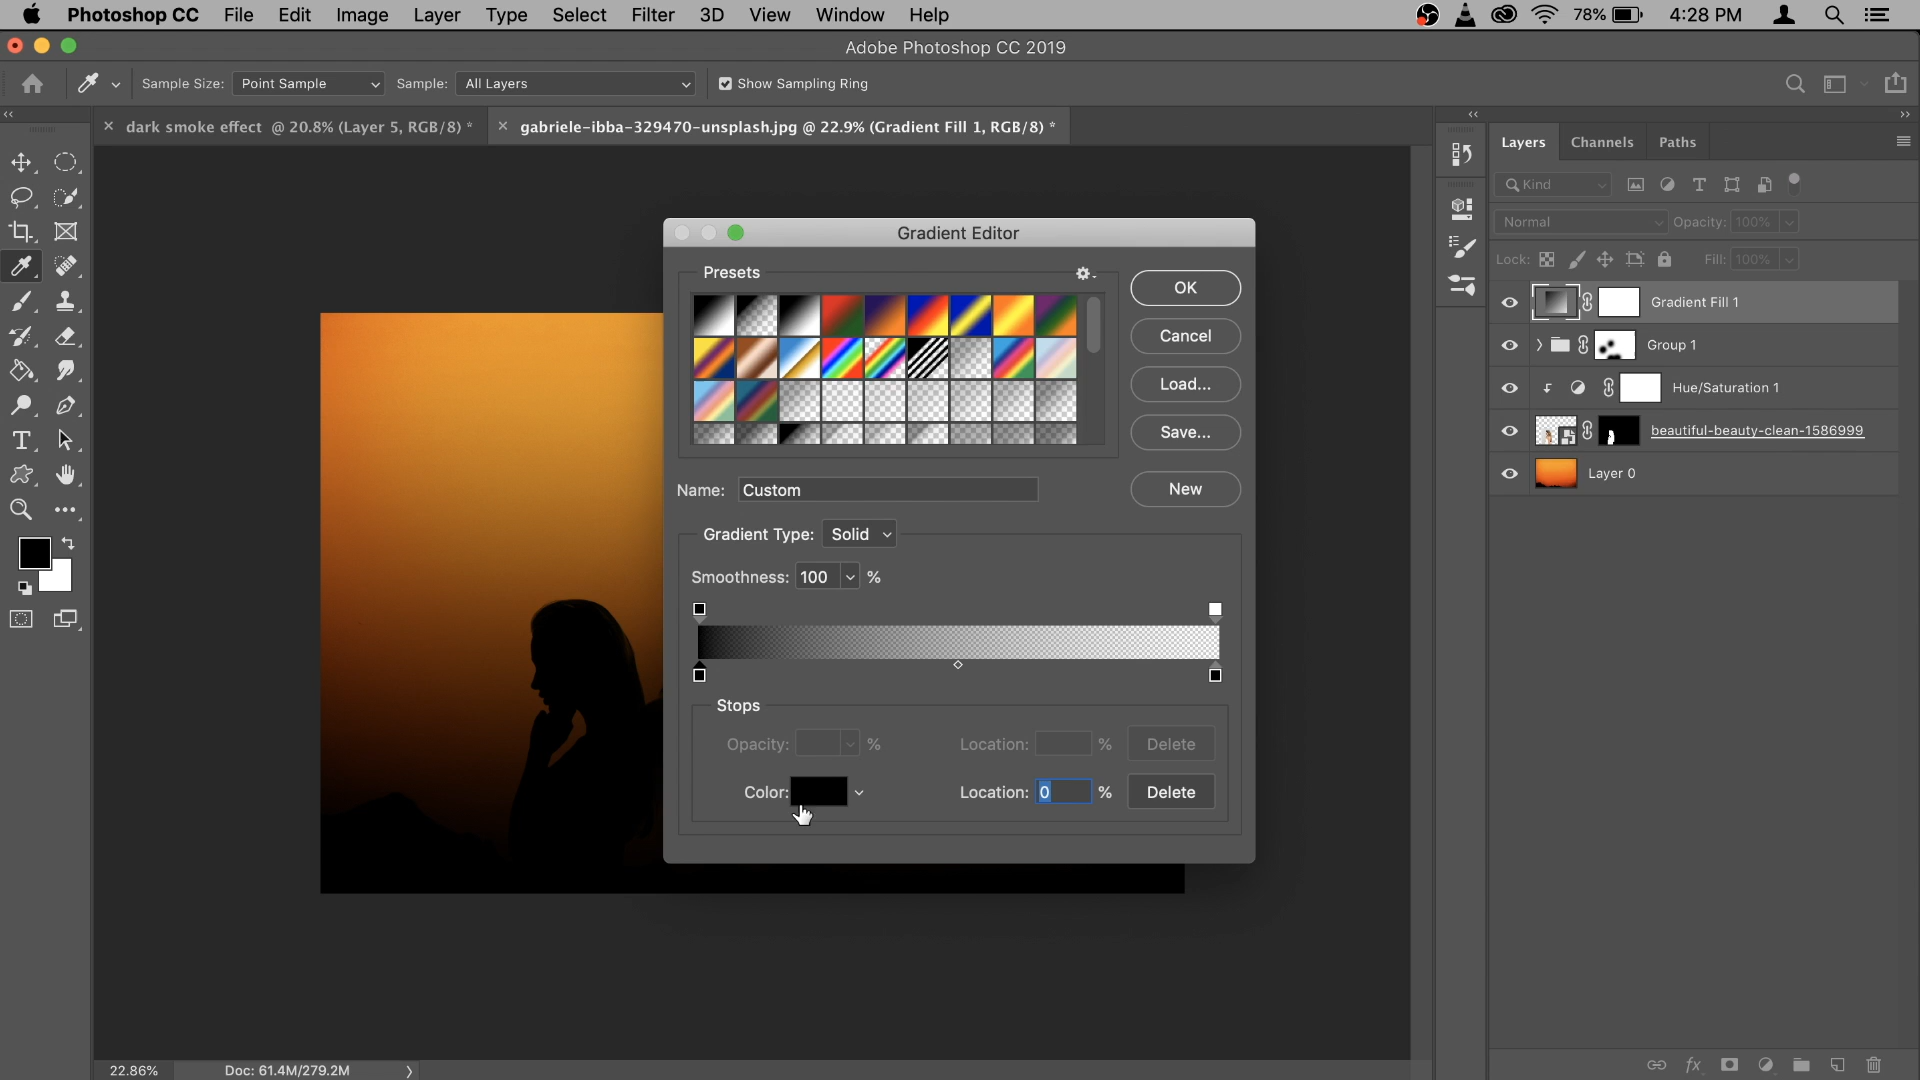 Photoshop CC File Edit Image Layer Type Select Filter 3D View Window Help 78% 4:28 PM
Adobe Photoshop CC 2019
Sample Size: Point Sample Sample: All Layers Show Sampling Ring
dark smoke effect @ 20.8% (Layer 5, RGB/8) * gabriele-ibba-329470-unsplash.jpg @ 22.9% (Gradient Fill 1, RGB/8) *
Layers Channels Paths
Kind
Normal Opacity: 100%
Lock: Fill: 100%
Gradient Fill 1
Group 1
Hue/Saturation 1
beautiful-beauty-clean-1586999
Layer 0
Gradient Editor
Presets
OK
Cancel
Load...
Save...
Name: Custom
New
Gradient Type: Solid
Smoothness: 100 %
Stops
Opacity: % Location: % Delete
Color: Location: 0 % Delete
22.86% Doc: 61.4M/279.2M